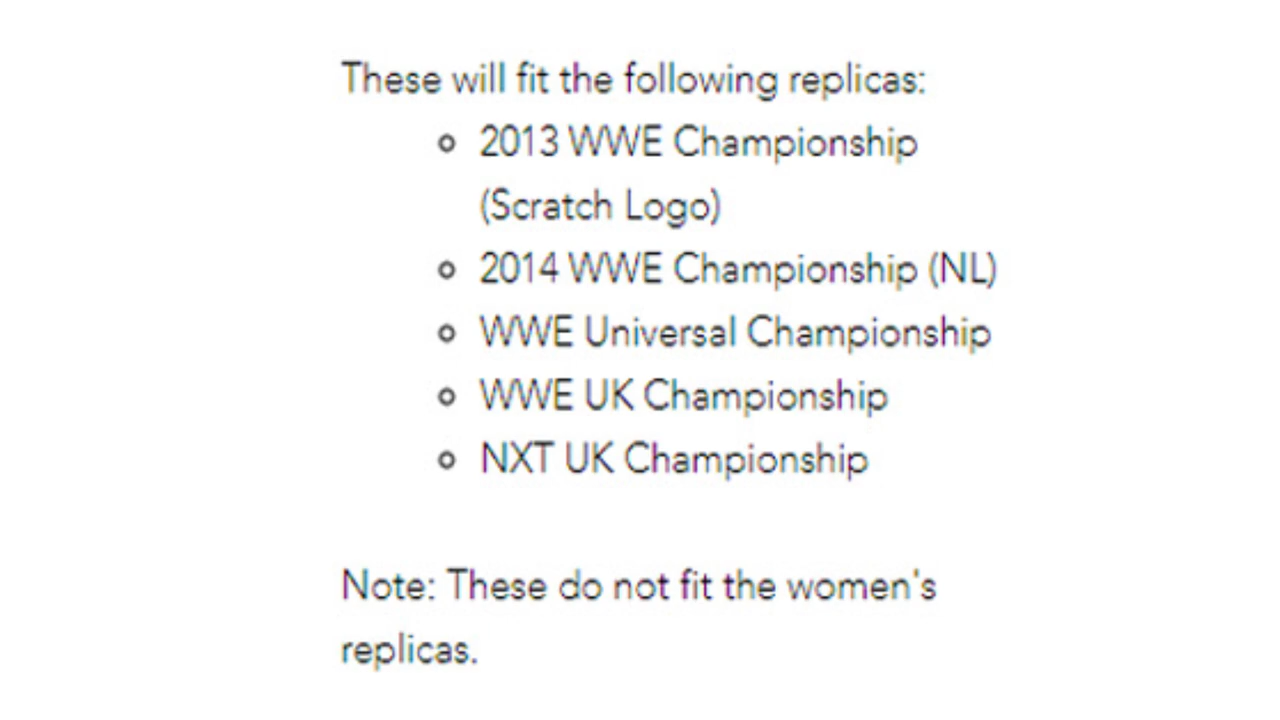 These will fit the following replicas:
2013 WWE Championship
(Scratch Logo)
2014 WWE Championship (NL)
WWE Universal Championship
WWE UK Championship
NXT UK Championship
Note: These do not fit the women's
replicas.